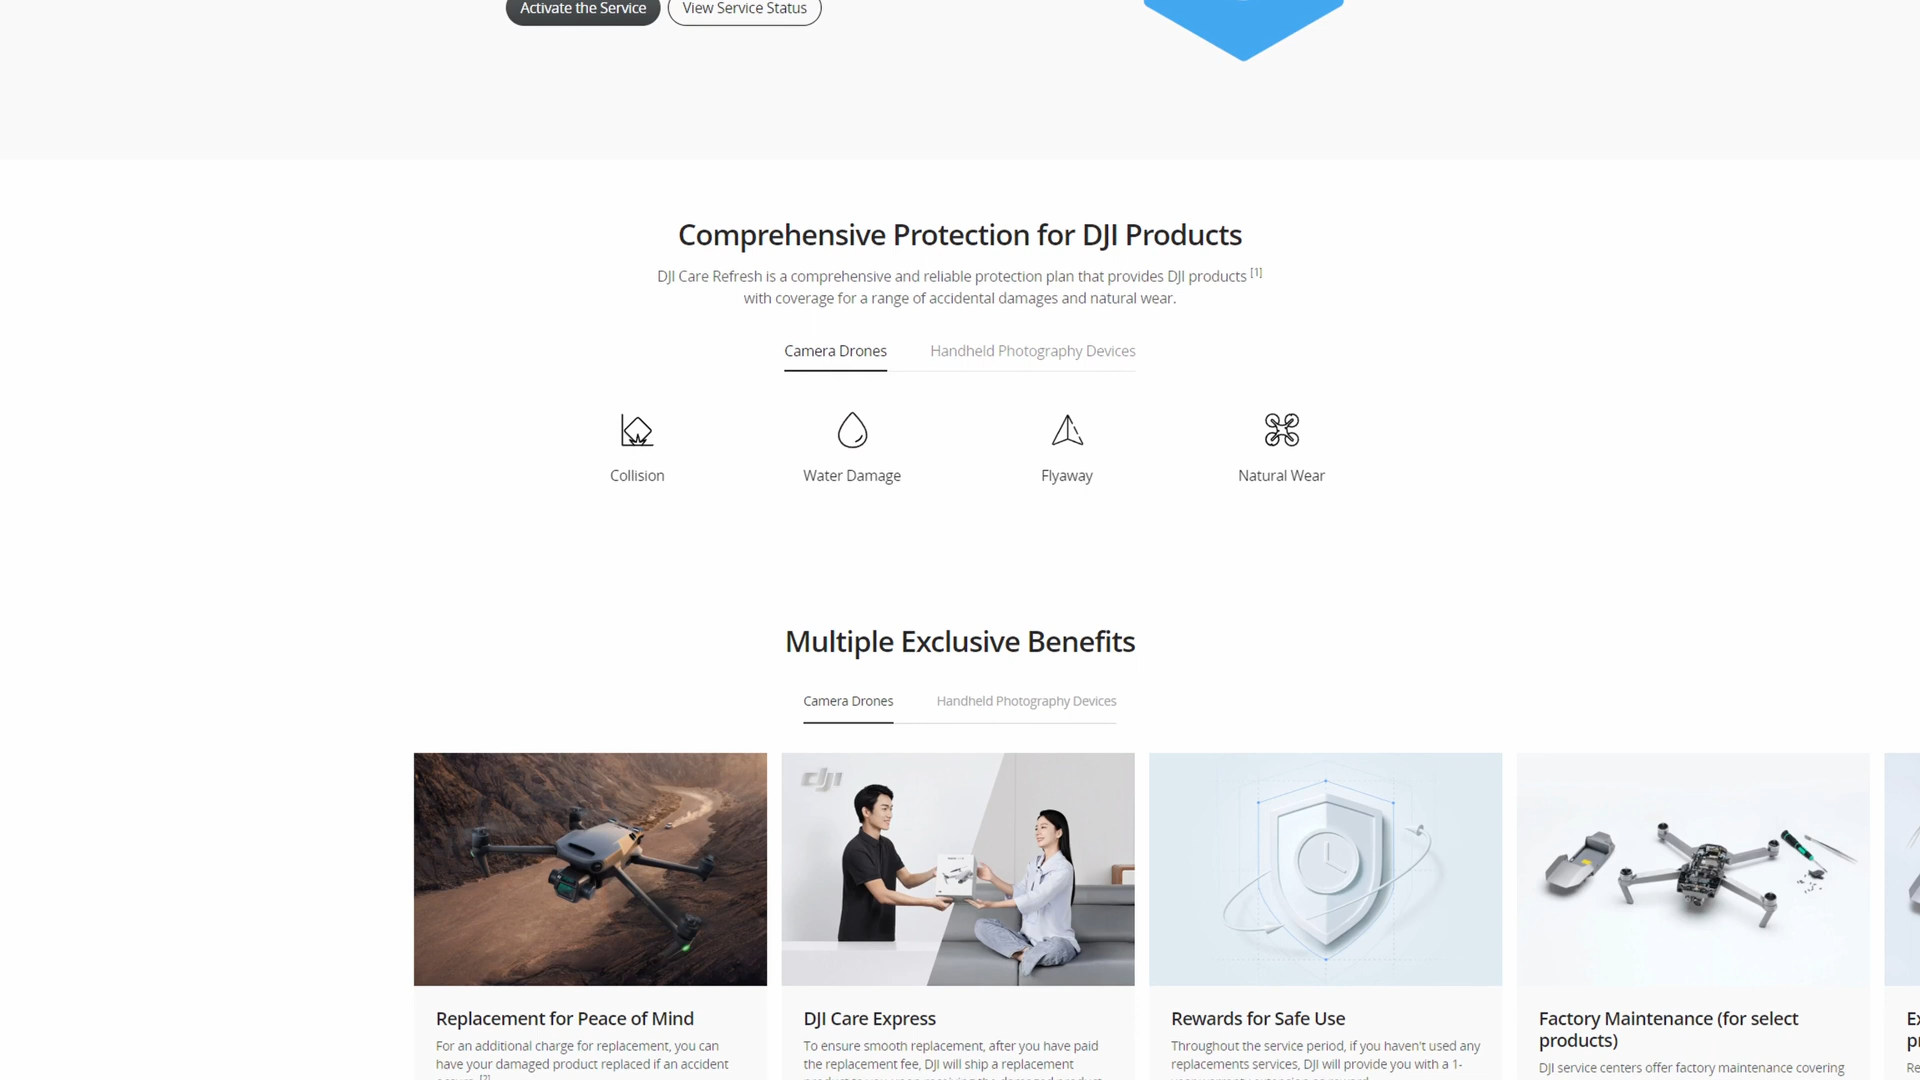 Activate the Service
View Service Status
Comprehensive Protection for DJI Products
DJI Care Refresh is a comprehensive and reliable protection plan that provides DJI products [1]
with coverage for a range of accidental damages and natural wear.
Camera Drones
Handheld Photography Devices
Collision
Water Damage
Flyaway
Natural Wear
Multiple Exclusive Benefits
Camera Drones
Handheld Photography Devices
dji
Replacement for Peace of Mind
For an additional charge for replacement, you can
have your damaged product replaced if an accident
[2]
DJI Care Express
To ensure smooth replacement, after you have paid
the replacement fee, DJI will ship a replacement
Rewards for Safe Use
Throughout the service period, if you haven't used any
replacements services, DJI will provide you with a 1-
Factory Maintenance (for select
products)
DJI service centers offer factory maintenance covering